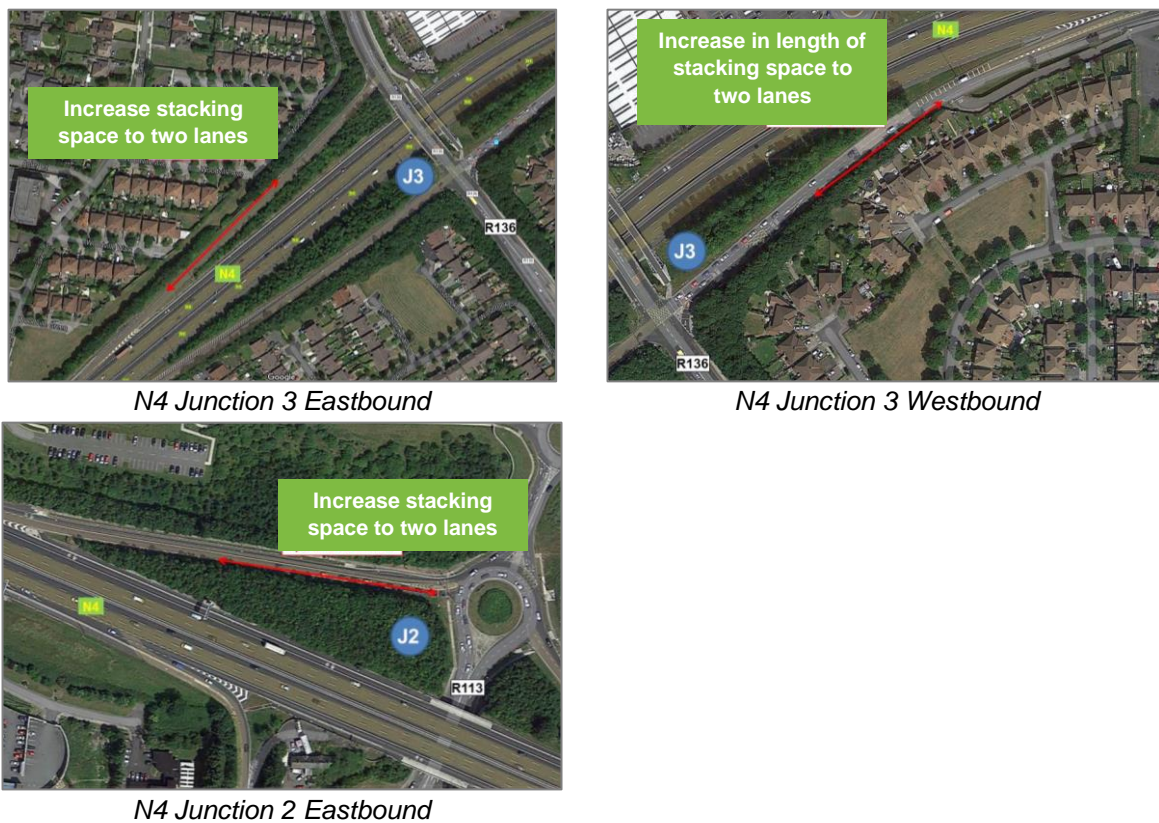 Increase stacking
space to two lanes
J3
R136
N4
Google
N4 Junction 3 Eastbound
Increase in length of
stacking space to
two lanes
N4
J3
R136
N4 Junction 3 Westbound
Increase stacking
space to two lanes
N4
J2
R113
N4 Junction 2 Eastbound